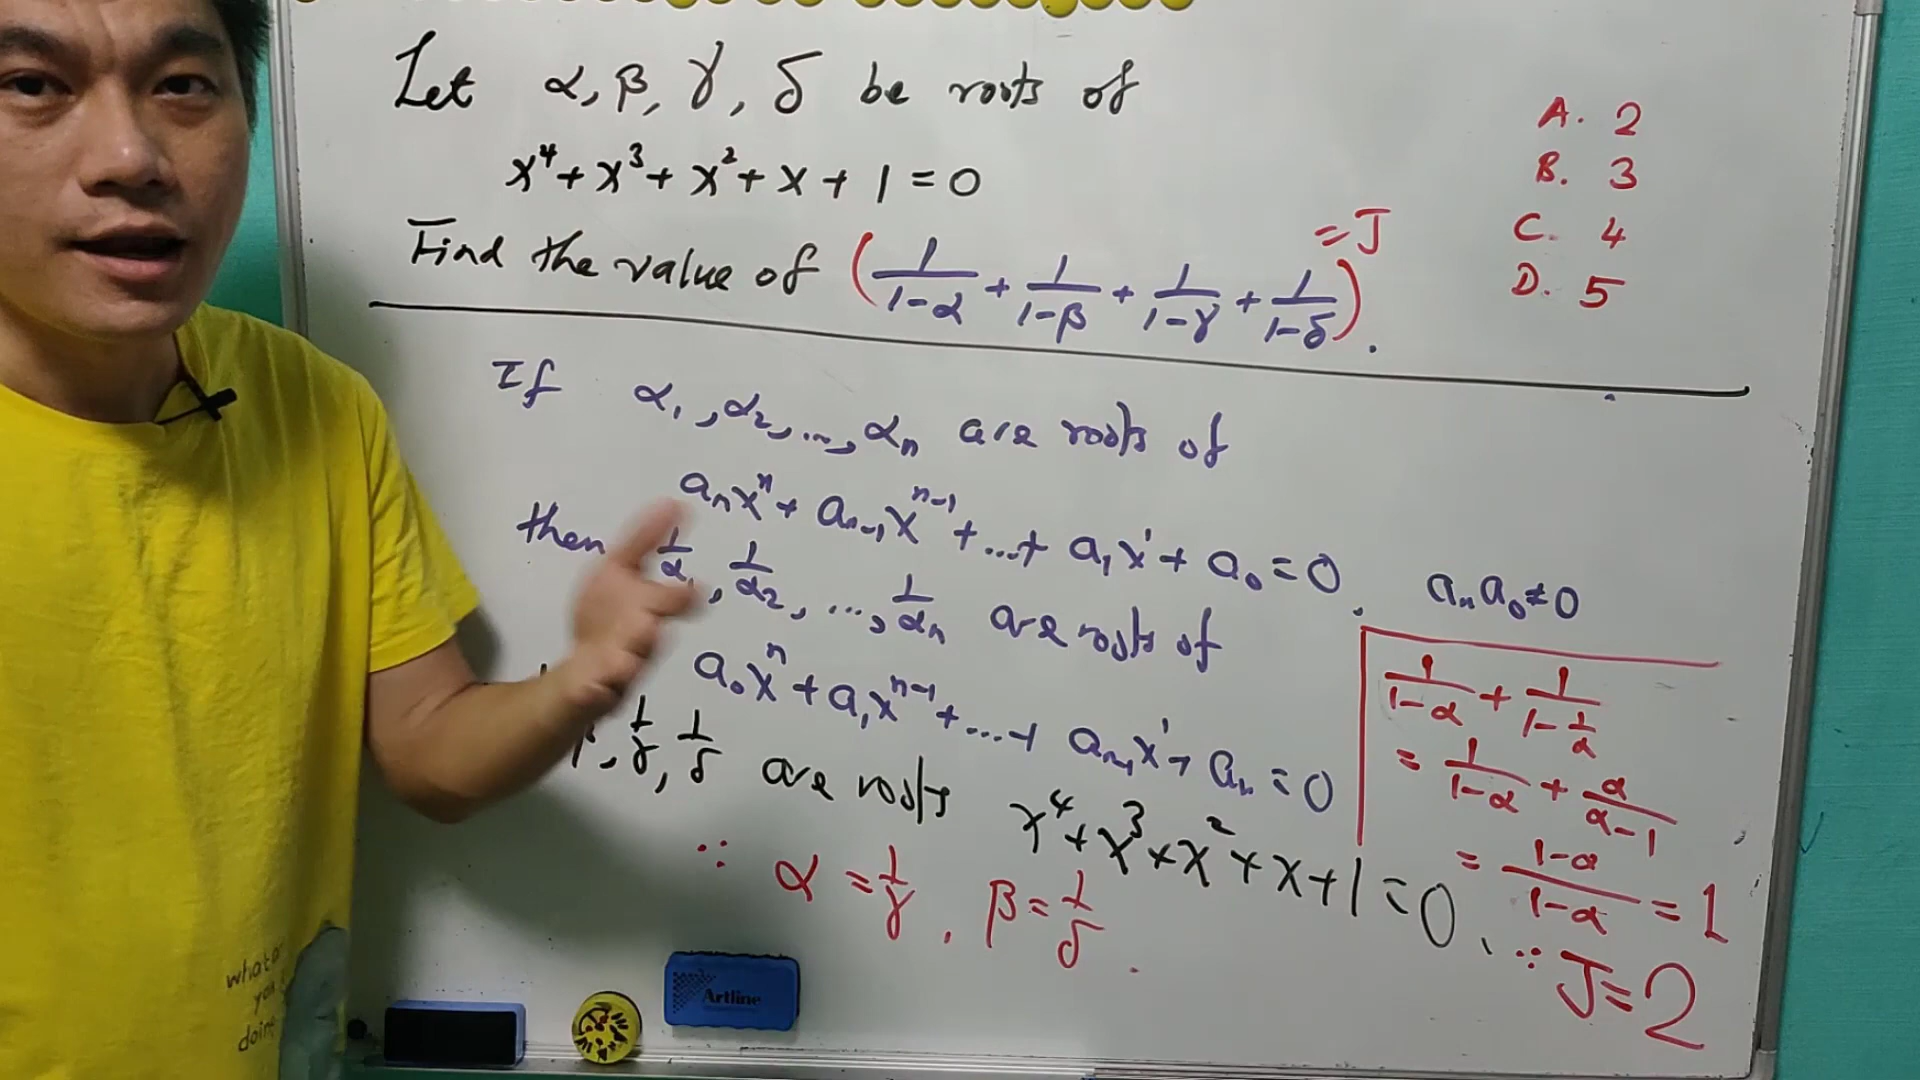 Let α, β, γ, δ be roots of
x⁴ + x³ + x² + x + 1 = 0
Find the value of (1/(1-α) + 1/(1-β) + 1/(1-γ) + 1/(1-δ)) = J.
A. 2
B. 3
C. 4
D. 5
If α₁, α₂, ..., αₙ are roots of
aₙxⁿ + aₙ₋₁xⁿ⁻¹ + ... + a₁x¹ + a₀ = 0, aₙa₀ ≠ 0
then 1/α₁, 1/α₂, ..., 1/αₙ are roots of
a₀xⁿ + a₁xⁿ⁻¹ + ... + aₙ₋₁x¹ + aₙ = 0
β, 1/γ, 1/δ are roots x⁴ + x³ + x² + x + 1 = 0.
∵ α = 1/γ, β = 1/δ.
1/(1-α) + 1/(1-1/α)
= 1/(1-α) + α/(α-1)
= (1-α)/(1-α) = 1
∵ J = 2
Artline
you
doing